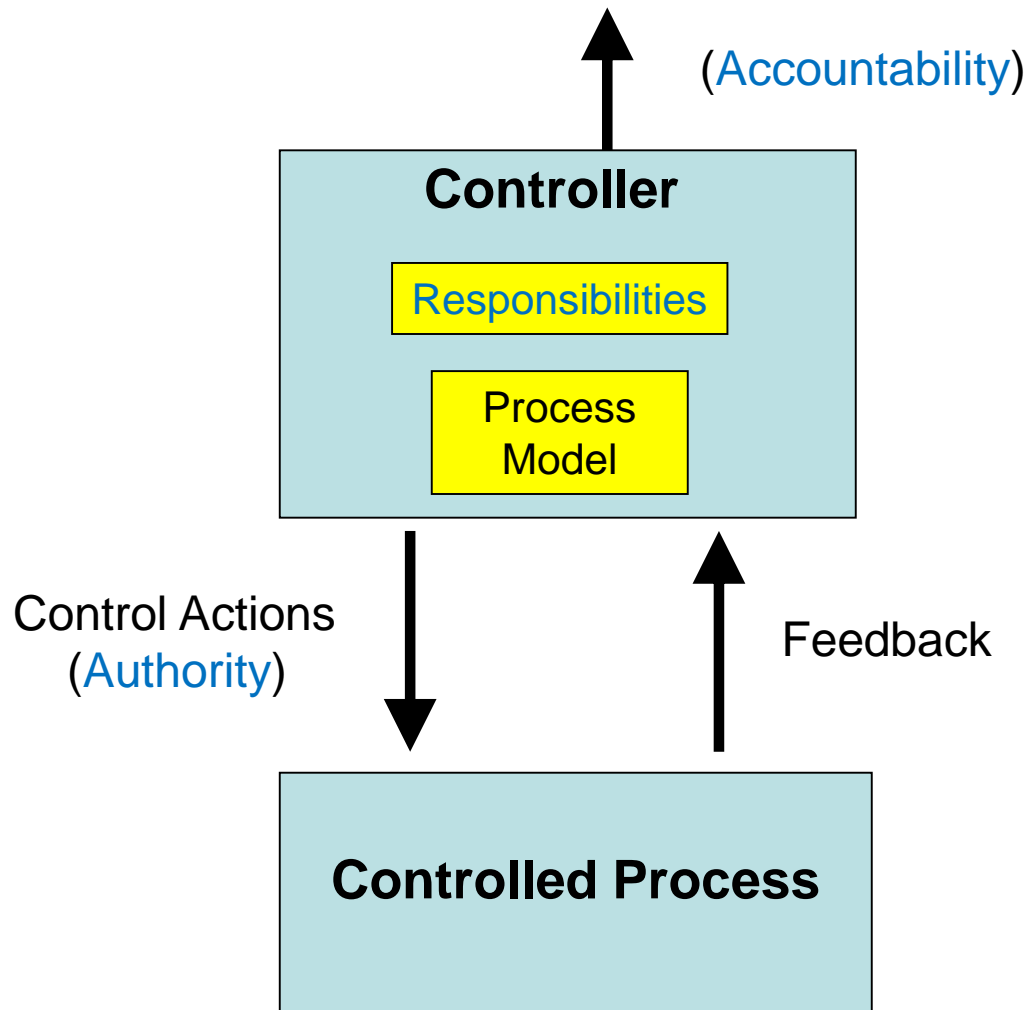 (Accountability)
Controller
Responsibilities
Process
Model
Control Actions
(Authority)
Feedback
Controlled Process